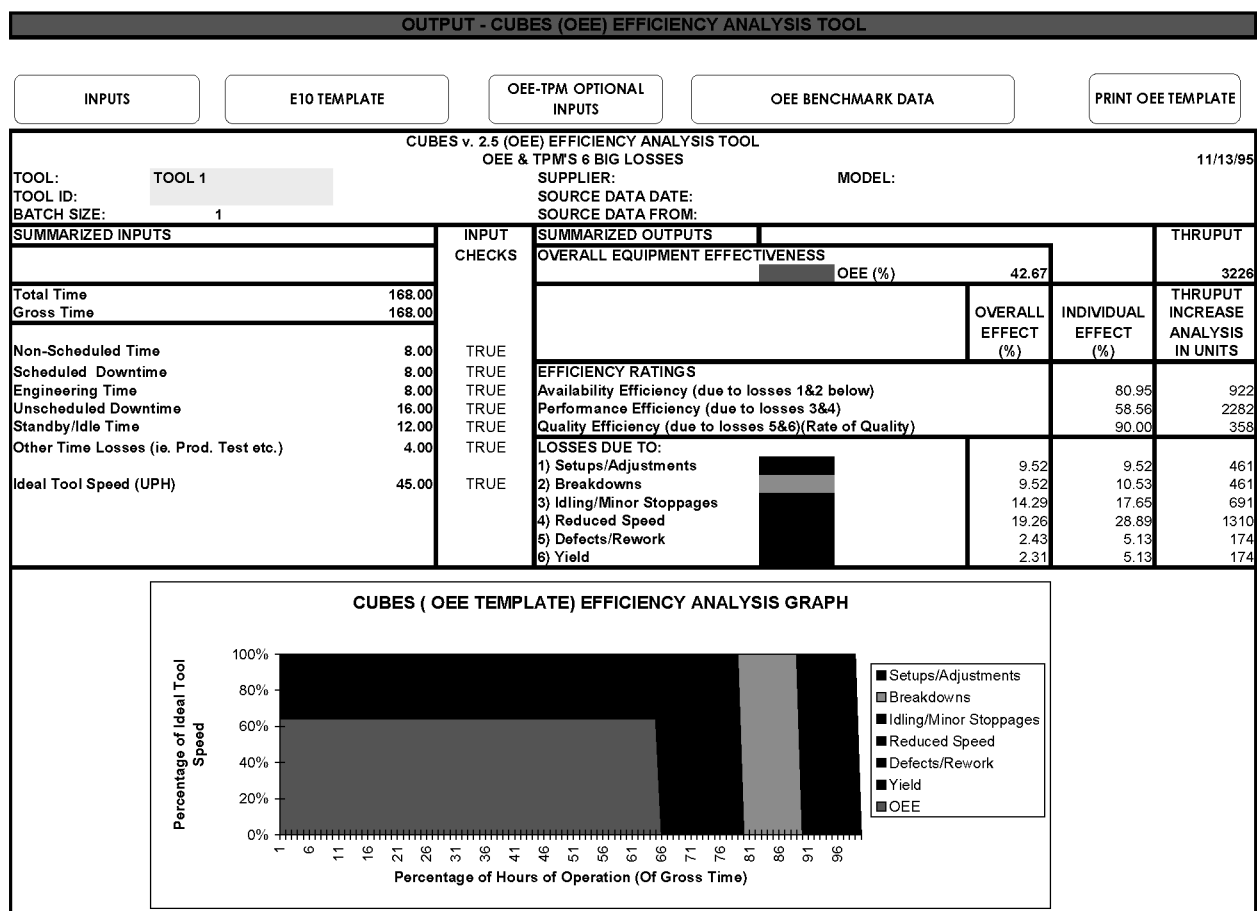 OUTPUT - CUBES (OEE) EFFICIENCY ANALYSIS TOOL
INPUTS
E10 TEMPLATE
OEE-TPM OPTIONAL
INPUTS
OEE BENCHMARK DATA
PRINT OEE TEMPLATE
CUBES v. 2.5 (OEE) EFFICIENCY ANALYSIS TOOL
OEE & TPM'S 6 BIG LOSSES 11/13/95
TOOL: TOOL 1 SUPPLIER: MODEL:
TOOL ID: SOURCE DATA DATE:
BATCH SIZE: 1 SOURCE DATA FROM:
SUMMARIZED INPUTS INPUT SUMMARIZED OUTPUTS THRUPUT
CHECKS OVERALL EQUIPMENT EFFECTIVENESS
OEE (%) 42.67 3226
Total Time 168.00 THRUPUT
Gross Time 168.00 OVERALL INDIVIDUAL INCREASE
EFFECT EFFECT ANALYSIS
Non-Scheduled Time 8.00 TRUE (%) (%) IN UNITS
Scheduled Downtime 8.00 TRUE EFFICIENCY RATINGS
Engineering Time 8.00 TRUE Availability Efficiency (due to losses 1&2 below) 80.95 922
Unscheduled Downtime 16.00 TRUE Performance Efficiency (due to losses 3&4) 58.56 2282
Standby/Idle Time 12.00 TRUE Quality Efficiency (due to losses 5&6)(Rate of Quality) 90.00 358
Other Time Losses (ie. Prod. Test etc.) 4.00 TRUE LOSSES DUE TO:
1) Setups/Adjustments 9.52 9.52 461
Ideal Tool Speed (UPH) 45.00 TRUE 2) Breakdowns 9.52 10.53 461
3) Idling/Minor Stoppages 14.29 17.65 691
4) Reduced Speed 19.26 28.89 1310
5) Defects/Rework 2.43 5.13 174
6) Yield 2.31 5.13 174
CUBES ( OEE TEMPLATE) EFFICIENCY ANALYSIS GRAPH
Percentage of Ideal Tool
Speed
100%
80%
60%
40%
20%
0%
1 6 11 16 21 26 31 36 41 46 51 56 61 66 71 76 81 86 91 96
Percentage of Hours of Operation (Of Gross Time)
Setups/Adjustments
Breakdowns
Idling/Minor Stoppages
Reduced Speed
Defects/Rework
Yield
OEE